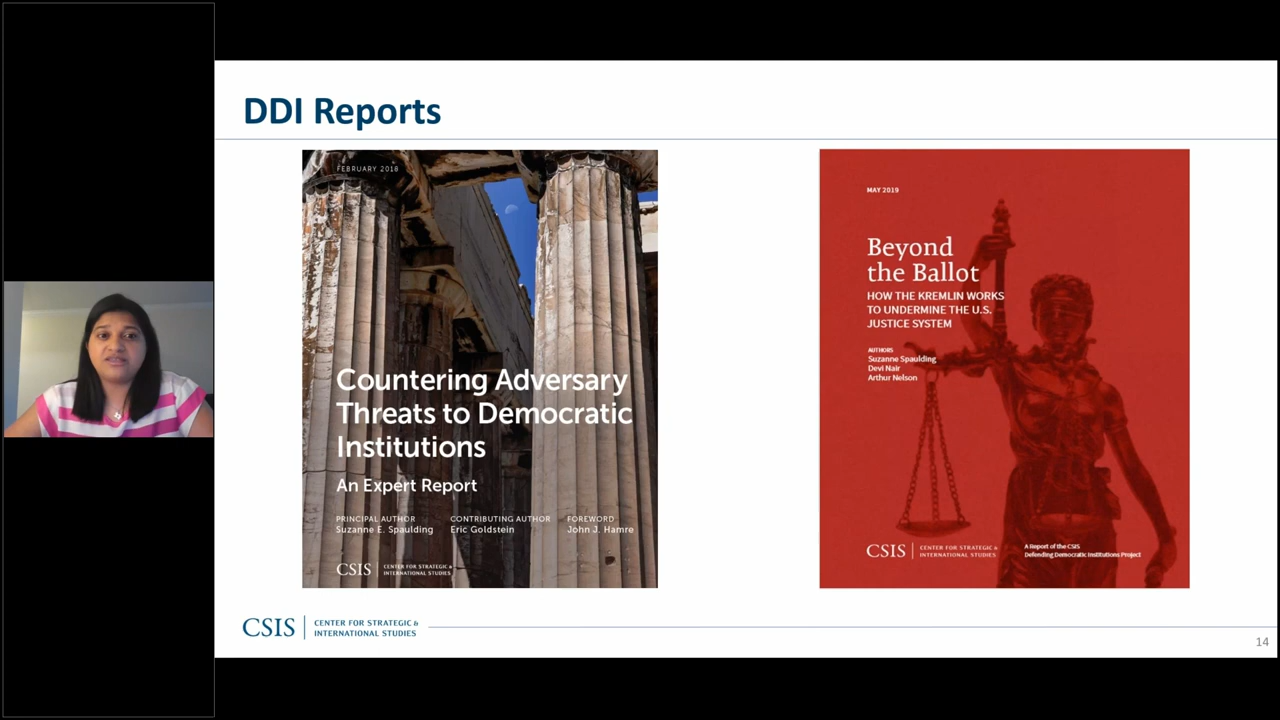 DDI Reports
FEBRUARY 2018
Countering Adversary
Threats to Democratic
Institutions
An Expert Report
PRINCIPAL AUTHOR
Suzanne E. Spaulding
CONTRIBUTING AUTHOR
Eric Goldstein
FOREWORD
John J. Hamre
CSIS
CENTER FOR STRATEGIC &
INTERNATIONAL STUDIES
MAY 2019
Beyond
the Ballot
HOW THE KREMLIN WORKS
TO UNDERMINE THE U.S.
JUSTICE SYSTEM
AUTHORS
Suzanne Spaulding
Devi Nair
Arthur Nelson
CSIS
CENTER FOR STRATEGIC &
INTERNATIONAL STUDIES
A Report of the CSIS
Defending Democratic Institutions Project
CSIS
CENTER FOR STRATEGIC &
INTERNATIONAL STUDIES
14